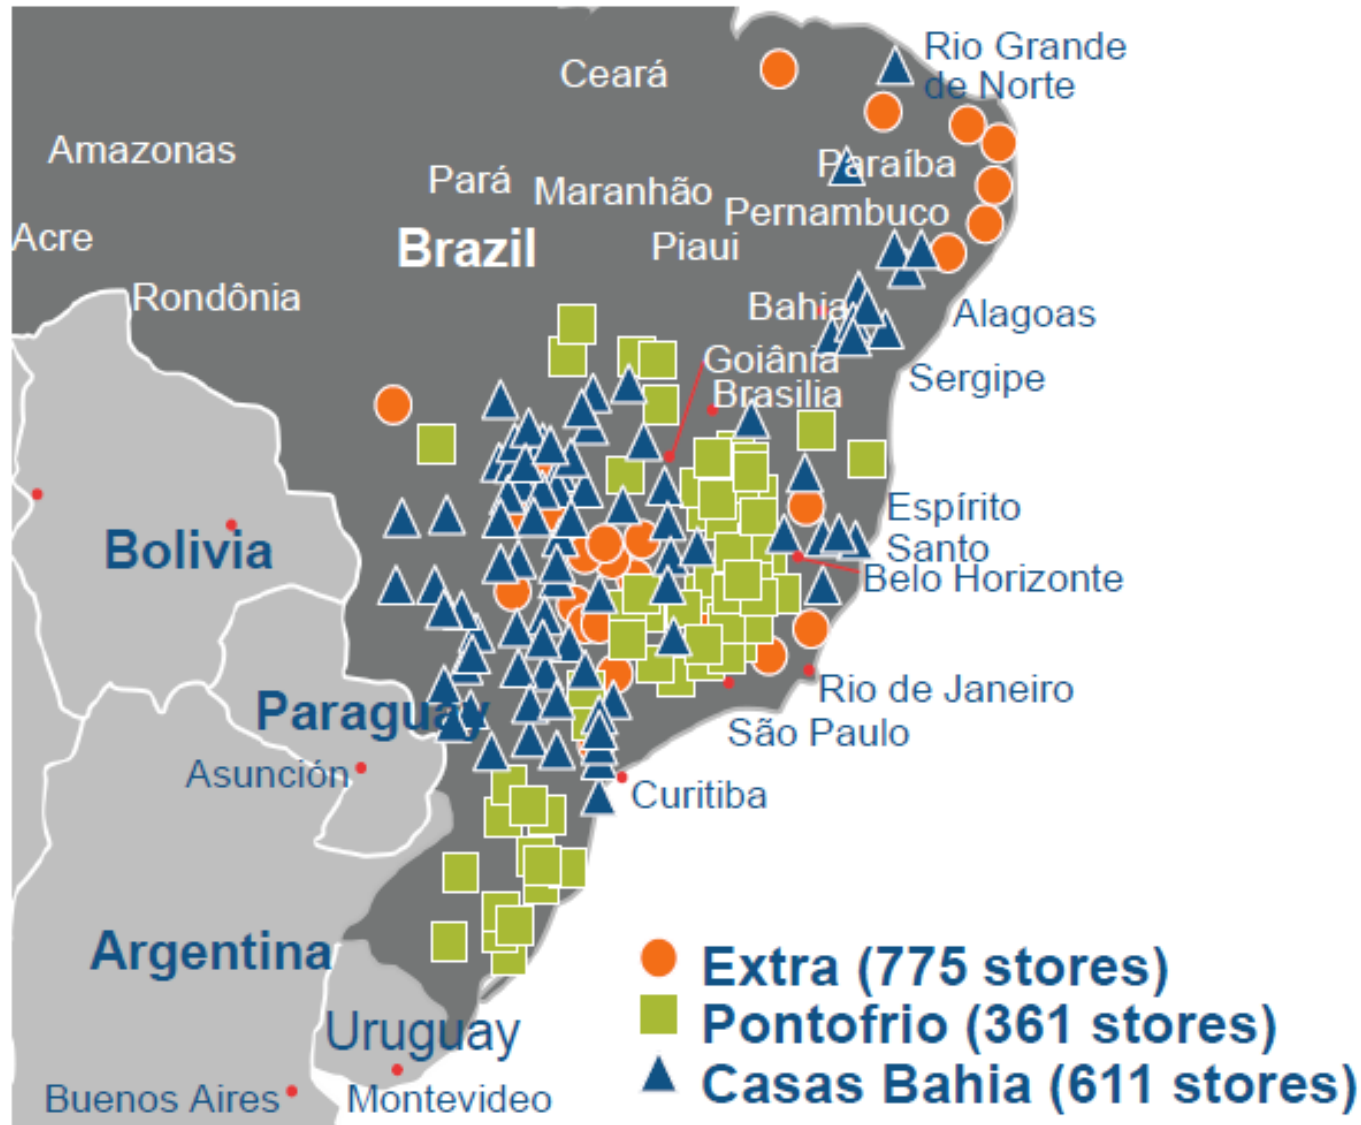 Rio Grande
de Norte
Ceará
Amazonas
Paraíba
Pará
Maranhão
Pernambuco
Acre
Brazil
Piaui
Rondônia
Bahia
Alagoas
Goiânia
Sergipe
Brasilia
Espírito
Santo
Bolivia
Belo Horizonte
Rio de Janeiro
Paraguay
São Paulo
Asunción
Curitiba
Argentina
Extra (775 stores)
Pontofrio (361 stores)
Uruguay
Casas Bahia (611 stores)
Buenos Aires
Montevideo